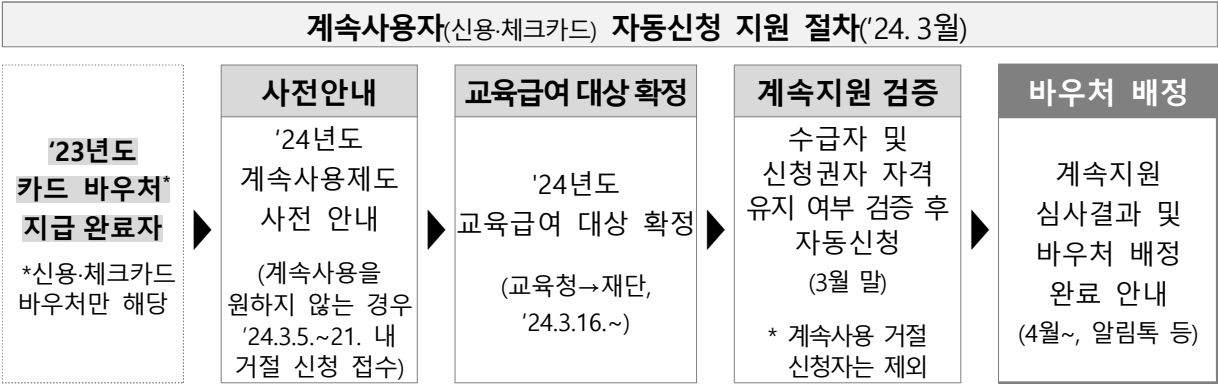 계속사용자(신용·체크카드) 자동신청 지원 절차(‘24. 3월)
‘23년도
카드 바우처*
지급 완료자
*신용·체크카드
바우처만 해당
사전안내
‘24년도
계속사용제도
사전 안내
(계속사용을
원하지 않는 경우
’24.3.5.~21. 내
거절 신청 접수)
교육급여 대상 확정
'24년도
교육급여 대상 확정
(교육청→재단,
’24.3.16.~)
계속지원 검증
수급자 및
신청권자 자격
유지 여부 검증 후
자동신청
(3월 말)
* 계속사용 거절
신청자는 제외
바우처 배정
계속지원
심사결과 및
바우처 배정
완료 안내
(4월~, 알림톡 등)